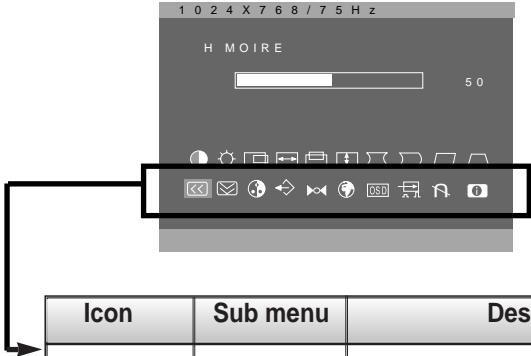 1024X768/75Hz
H MOIRE
50
OSD
Icon Sub menu Des